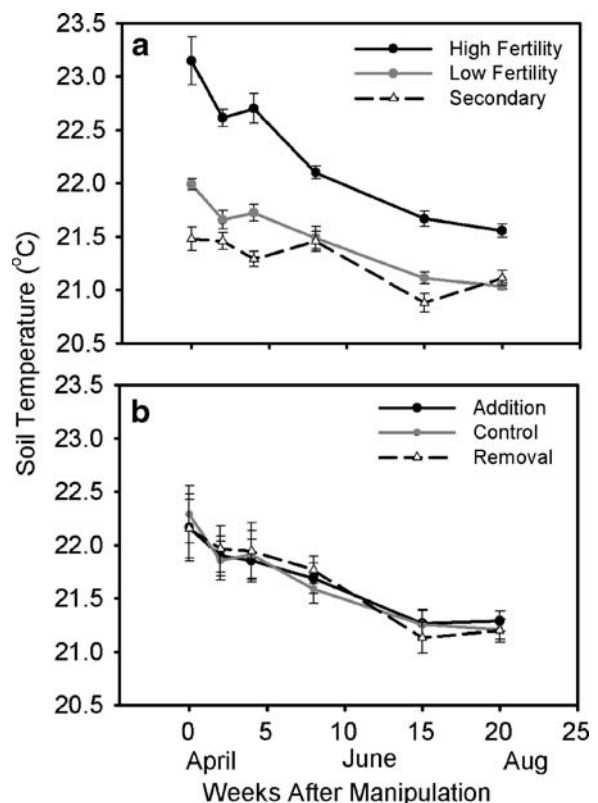 23.5
a
High Fertility
23.0
Low Fertility
Secondary
22.5
22.0
21.5
21.0
20.5
Soil Temperature (°C)
23.5
b
Addition
23.0
Control
Removal
22.5
22.0
21.5
21.0
20.5
0 5 10 15 20 25
April June Aug
Weeks After Manipulation